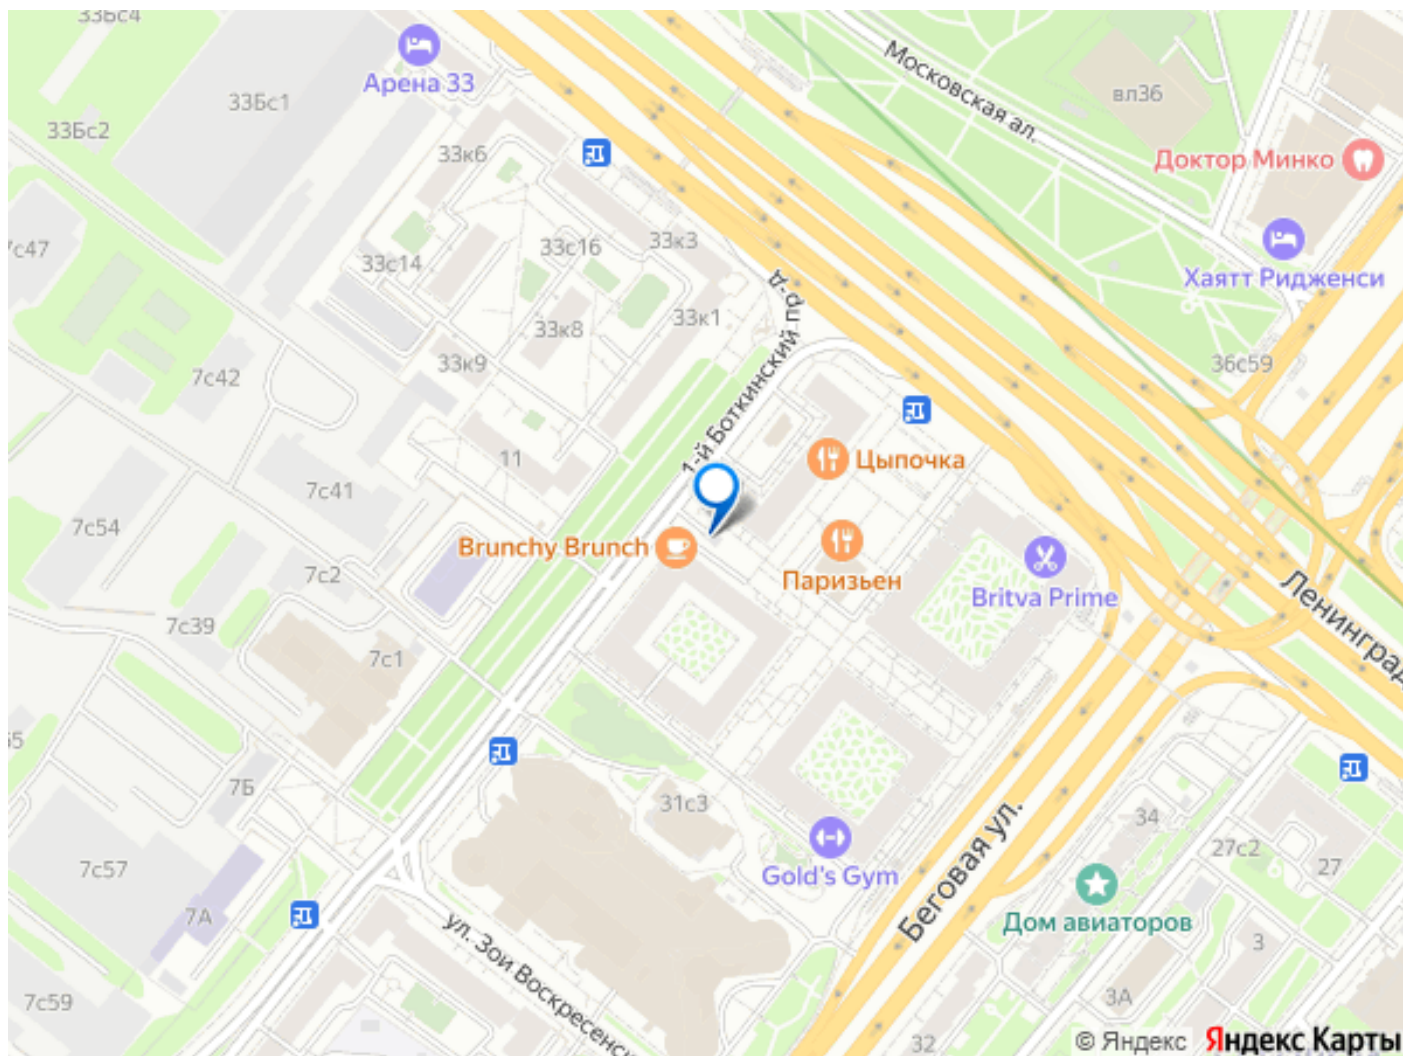 33Бс4
Арена 33
33Бс1
33Бс2
33к6
Московская ал.
вл36
Доктор Минко
Хаятт Ридженси
7с47
33с14
33с16
33к3
33к1
33к8
33к9
7с42
1-й Боткинский пр-д
36с59
11
7с41
7с54
7с2
7с39
7с1
Цыпочка
Brunchy Brunch
Паризьен
Britva Prime
Ленинград
65
7Б
31с3
7с57
7А
Gold's Gym
Беговая ул.
34
27с2
27
Дом авиаторов
3
3А
ул. Зои Воскресенс
7с59
32
© Яндекс Яндекс Карты